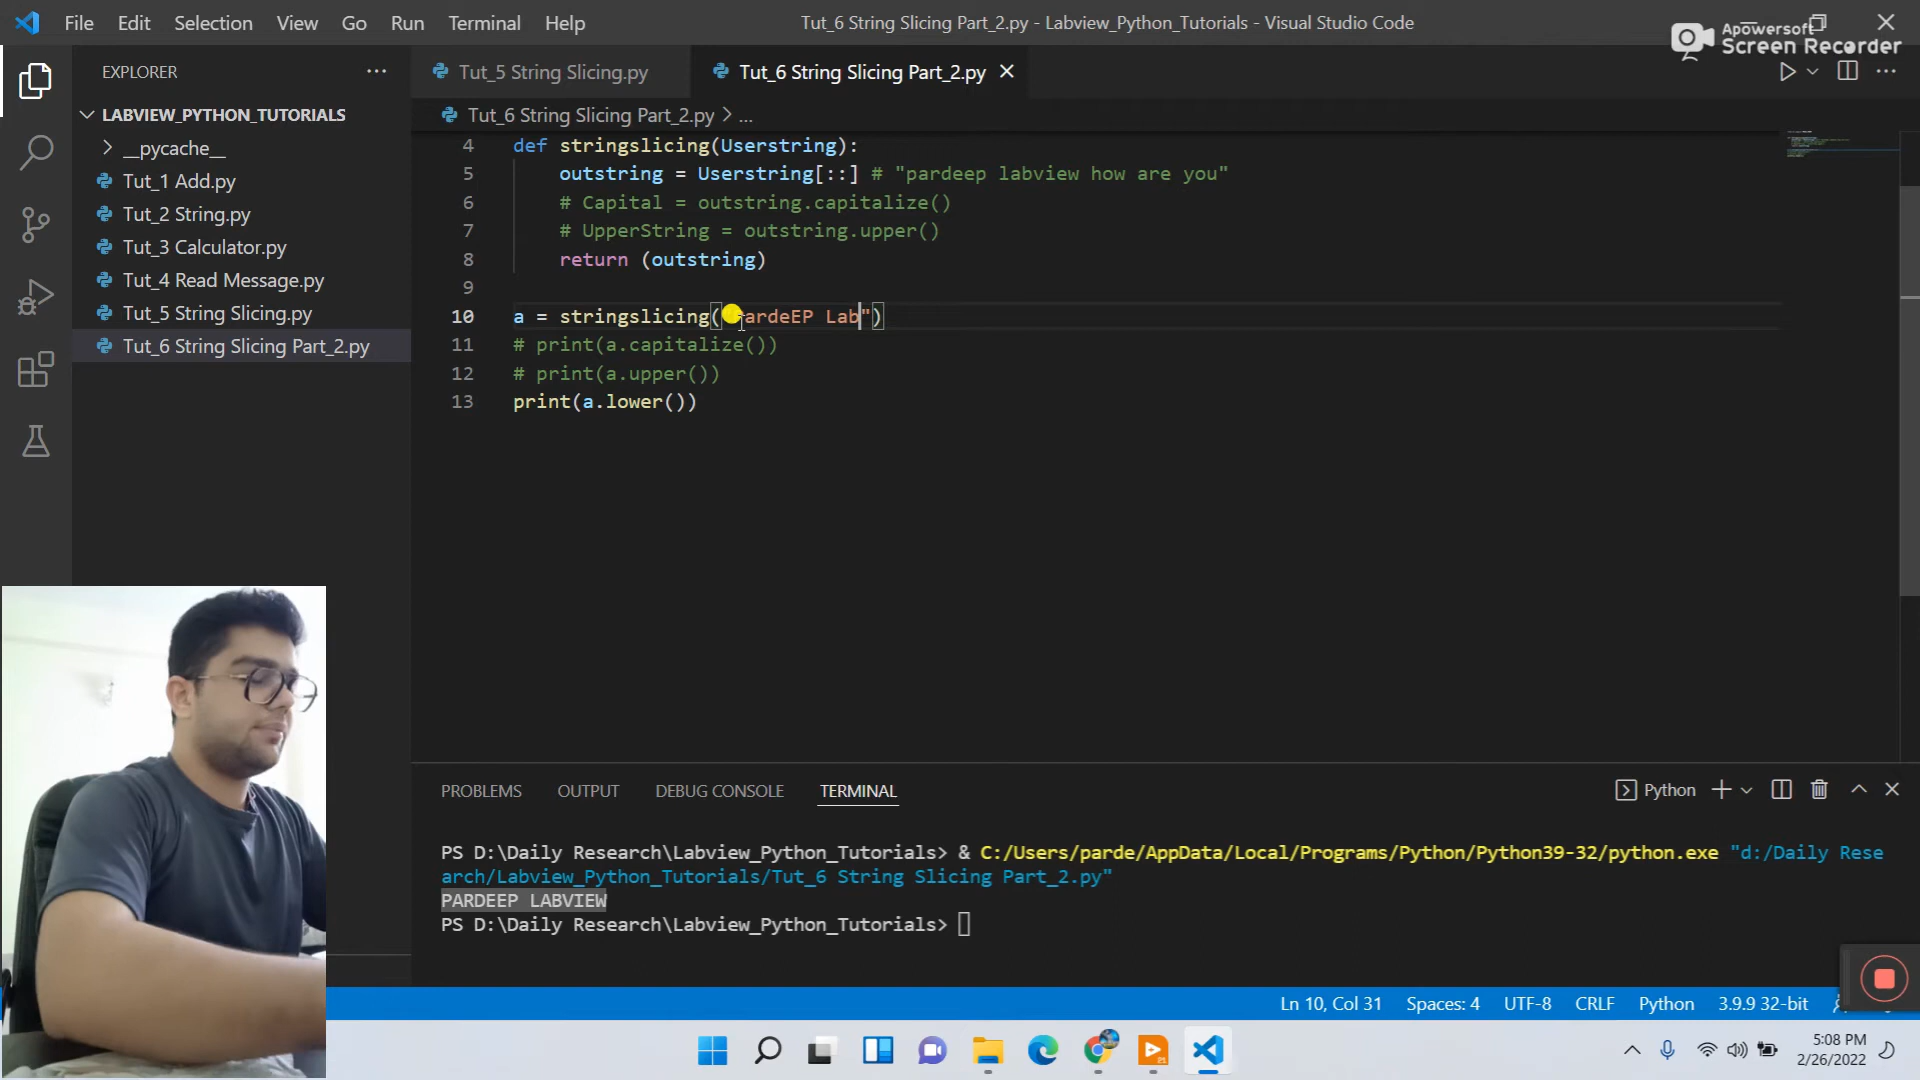 File Edit Selection View Go Run Terminal Help
Tut_6 String Slicing Part_2.py - Labview_Python_Tutorials - Visual Studio Code
Apowersoft
Screen Recorder
EXPLORER
LABVIEW_PYTHON_TUTORIALS
__pycache__
Tut_1 Add.py
Tut_2 String.py
Tut_3 Calculator.py
Tut_4 Read Message.py
Tut_5 String Slicing.py
Tut_6 String Slicing Part_2.py
Tut_5 String Slicing.py
Tut_6 String Slicing Part_2.py
Tut_6 String Slicing Part_2.py > ...
4 def stringslicing(Userstring):
5 outstring = Userstring[::] # "pardeep labview how are you"
6 # Capital = outstring.capitalize()
7 # UpperString = outstring.upper()
8 return (outstring)
9
10 a = stringslicing( ardeEP Lab")
11 # print(a.capitalize())
12 # print(a.upper())
13 print(a.lower())
PROBLEMS OUTPUT DEBUG CONSOLE TERMINAL
Python
PS D:\Daily Research\Labview_Python_Tutorials> & C:/Users/parde/AppData/Local/Programs/Python/Python39-32/python.exe "d:/Daily Rese
arch/Labview_Python_Tutorials/Tut_6 String Slicing Part_2.py"
PARDEEP LABVIEW
PS D:\Daily Research\Labview_Python_Tutorials>
Ln 10, Col 31 Spaces: 4 UTF-8 CRLF Python 3.9.9 32-bit
5:08 PM
2/26/2022